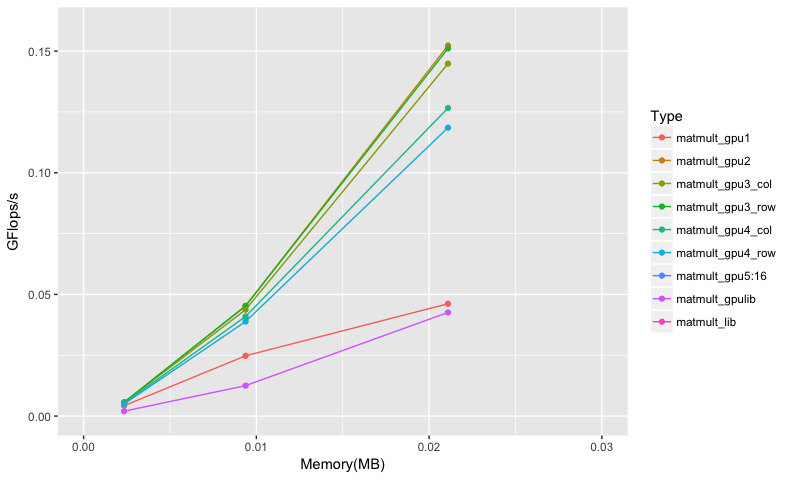 0.15
0.10
0.05
0.00
GFlops/s
0.00 0.01 0.02 0.03
Memory(MB)
Type
matmult_gpu1
matmult_gpu2
matmult_gpu3_col
matmult_gpu3_row
matmult_gpu4_col
matmult_gpu4_row
matmult_gpu5:16
matmult_gpulib
matmult_lib